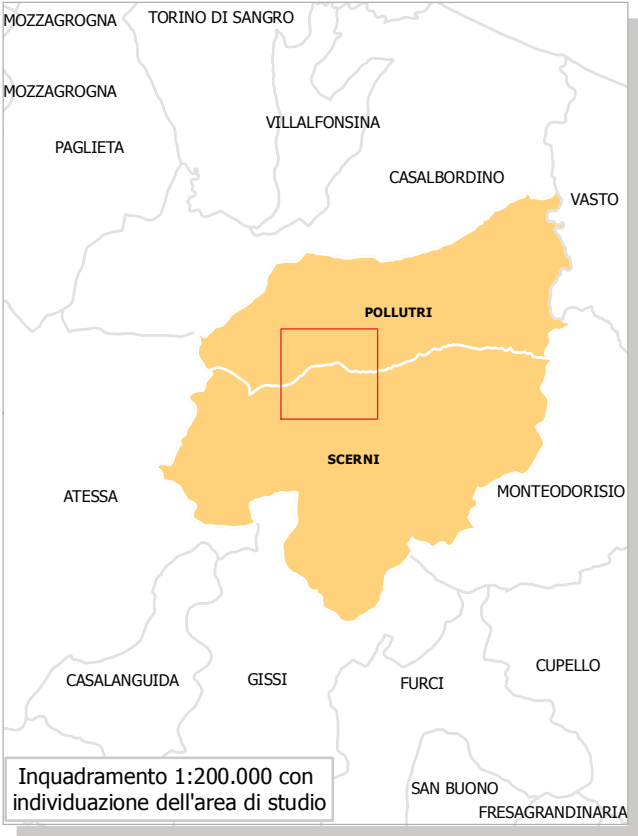 MOZZAGROGNA
TORINO DI SANGRO
MOZZAGROGNA
VILLALFONSINA
PAGLIETA
CASALBORDINO
VASTO
POLLUTRI
SCERNI
ATESSA
MONTEODORISIO
CUPELLO
CASALANGUIDA
GISSI
FURCI
Inquadramento 1:200.000 con
individuazione dell'area di studio
SAN BUONO
FRESAGRANDINARIA